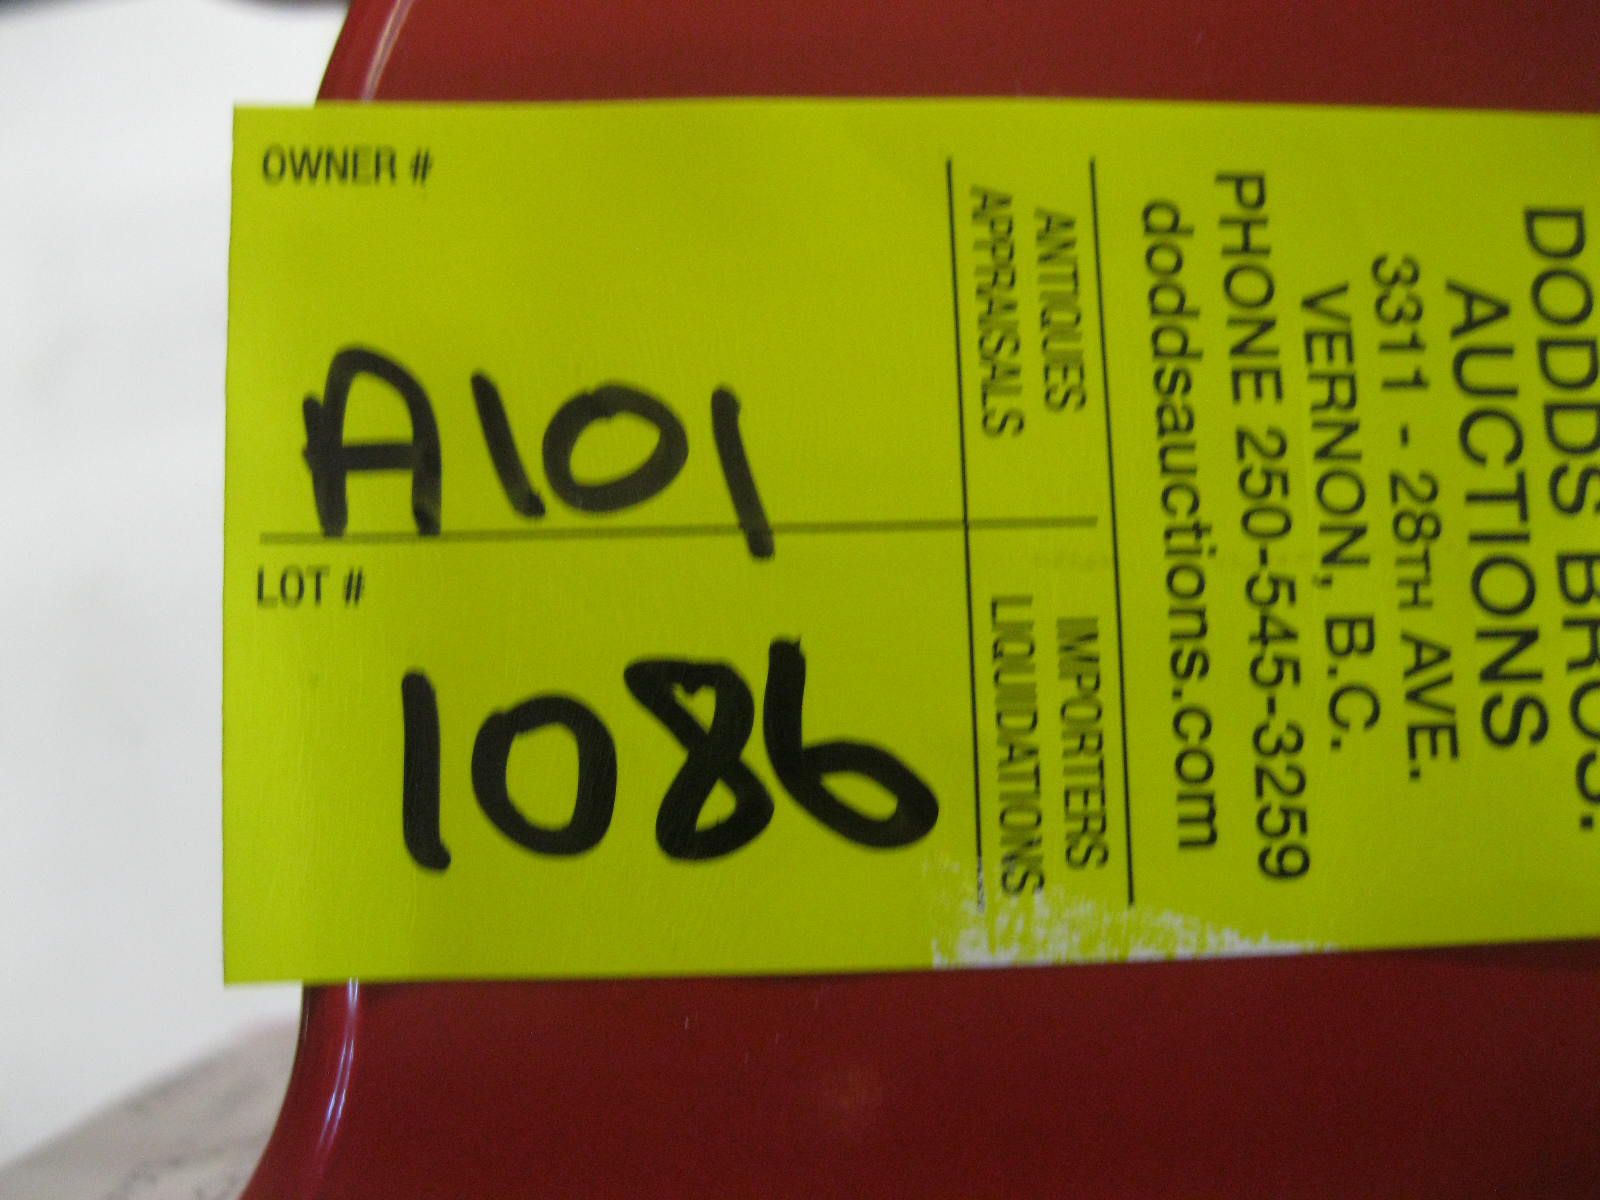 OWNER #
A101
LOT #
1086
DODDS BROS.
AUCTIONS
3311 - 28TH AVE.
VERNON, B.C.
PHONE 250-545-3259
doddsauctions.com
ANTIQUES IMPORTERS
APPRAISALS LIQUIDATIONS